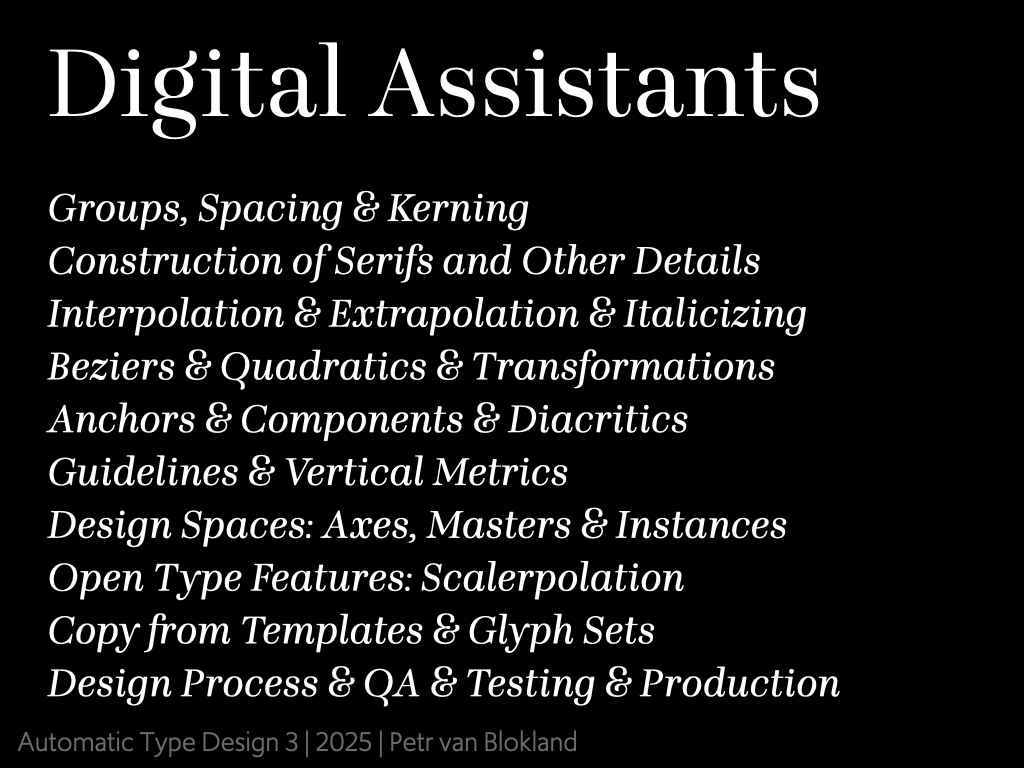 Digital Assistants
Groups, Spacing & Kerning
Construction of Serifs and Other Details
Interpolation & Extrapolation & Italicizing
Beziers & Quadratics & Transformations
Anchors & Components & Diacritics
Guidelines & Vertical Metrics
Design Spaces: Axes, Masters & Instances
Open Type Features: Scalerpolation
Copy from Templates & Glyph Sets
Design Process & QA & Testing & Production
Automatic Type Design 3 | 2025 | Petr van Blokland